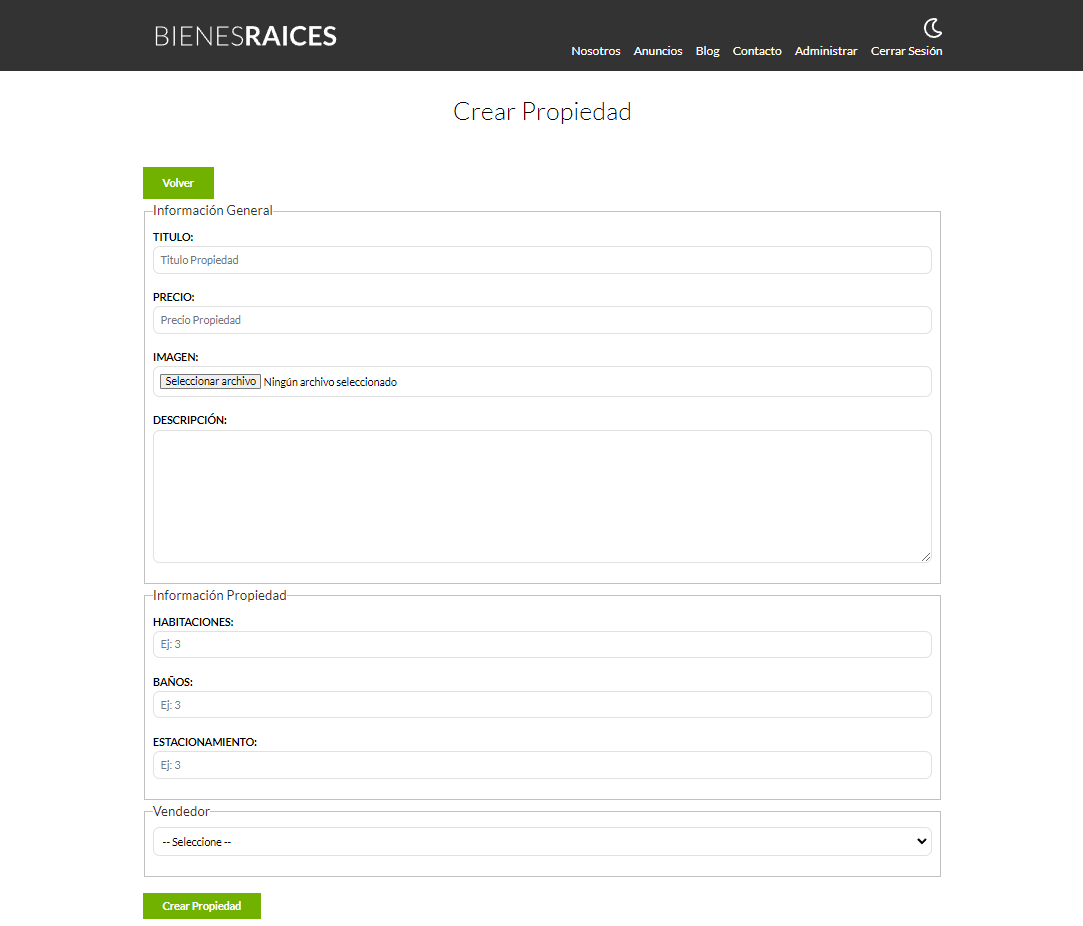 BIENESRAICES
Nosotros Anuncios Blog Contacto Administrar Cerrar Sesión
Crear Propiedad
Volver
Información General
TITULO:
Titulo Propiedad
PRECIO:
Precio Propiedad
IMAGEN:
Seleccionar archivo Ningún archivo seleccionado
DESCRIPCIÓN:
Información Propiedad
HABITACIONES:
Ej: 3
BAÑOS:
Ej: 3
ESTACIONAMIENTO:
Ej: 3
Vendedor
-- Seleccione --
Crear Propiedad